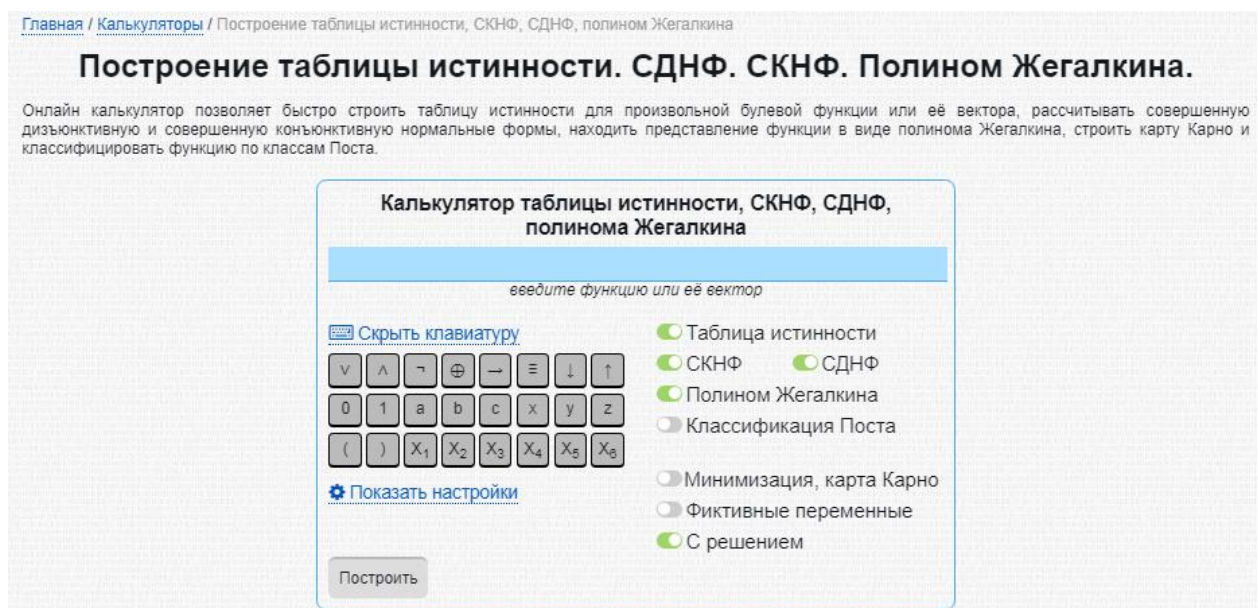 Главная / Калькуляторы / Построение таблицы истинности, СКНФ, СДНФ, полином Жегалкина
Построение таблицы истинности. СДНФ. СКНФ. Полином Жегалкина.
Онлайн калькулятор позволяет быстро строить таблицу истинности для произвольной булевой функции или её вектора, рассчитывать совершенную
дизъюнктивную и совершенную конъюнктивную нормальные формы, находить представление функции в виде полинома Жегалкина, строить карту Карно и
классифицировать функцию по классам Поста.
Калькулятор таблицы истинности, СКНФ, СДНФ,
полинома Жегалкина
введите функцию или её вектор
Скрыть клавиатуру
∨ ∧ ¬ ⊕ → ≡ ↓ ↑
0 1 a b c x y z
( ) X₁ X₂ X₃ X₄ X₅ X₆
Показать настройки
Таблица истинности
СКНФ СДНФ
Полином Жегалкина
Классификация Поста
Минимизация, карта Карно
Фиктивные переменные
С решением
Построить